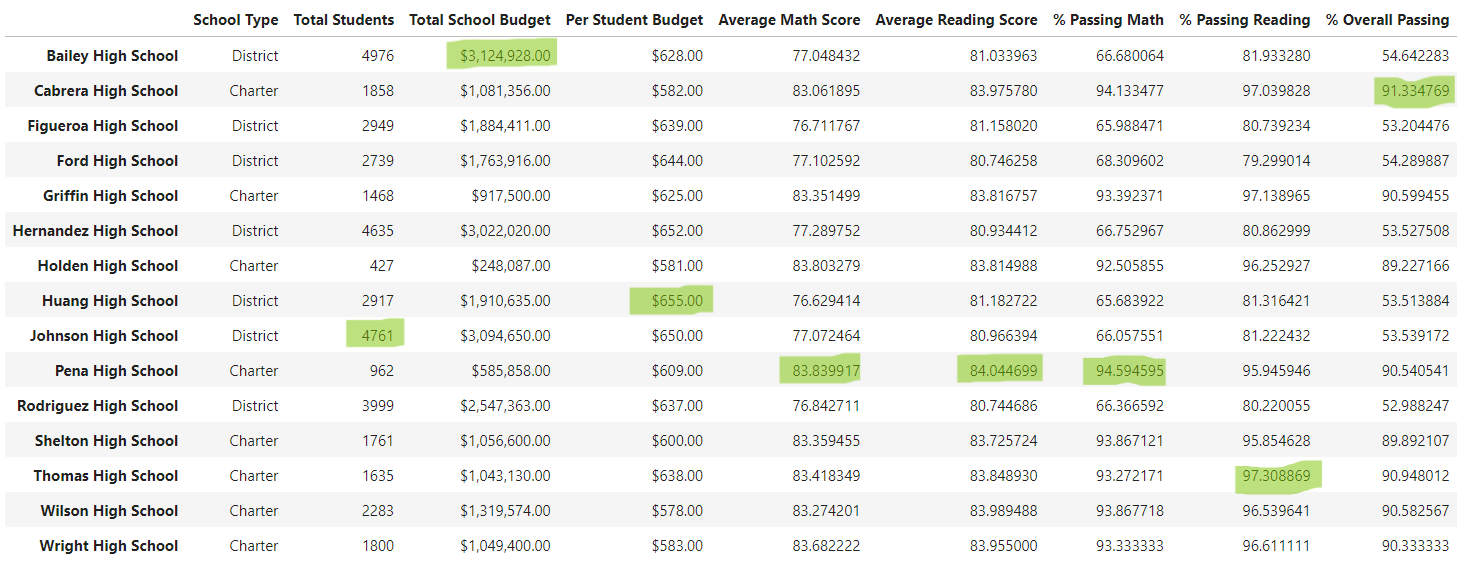 School Type Total Students Total School Budget Per Student Budget Average Math Score Average Reading Score % Passing Math % Passing Reading % Overall Passing
Bailey High School District 4976 $3,124,928.00 $628.00 77.048432 81.033963 66.680064 81.933280 54.642283
Cabrera High School Charter 1858 $1,081,356.00 $582.00 83.061895 83.975780 94.133477 97.039828 91.334769
Figueroa High School District 2949 $1,884,411.00 $639.00 76.711767 81.158020 65.988471 80.739234 53.204476
Ford High School District 2739 $1,763,916.00 $644.00 77.102592 80.746258 68.309602 79.299014 54.289887
Griffin High School Charter 1468 $917,500.00 $625.00 83.351499 83.816757 93.392371 97.138965 90.599455
Hernandez High School District 4635 $3,022,020.00 $652.00 77.289752 80.934412 66.752967 80.862999 53.527508
Holden High School Charter 427 $248,087.00 $581.00 83.803279 83.814988 92.505855 96.252927 89.227166
Huang High School District 2917 $1,910,635.00 $655.00 76.629414 81.182722 65.683922 81.316421 53.513884
Johnson High School District 4761 $3,094,650.00 $650.00 77.072464 80.966394 66.057551 81.222432 53.539172
Pena High School Charter 962 $585,858.00 $609.00 83.839917 84.044699 94.594595 95.945946 90.540541
Rodriguez High School District 3999 $2,547,363.00 $637.00 76.842711 80.744686 66.366592 80.220055 52.988247
Shelton High School Charter 1761 $1,056,600.00 $600.00 83.359455 83.725724 93.867121 95.854628 89.892107
Thomas High School Charter 1635 $1,043,130.00 $638.00 83.418349 83.848930 93.272171 97.308869 90.948012
Wilson High School Charter 2283 $1,319,574.00 $578.00 83.274201 83.989488 93.867718 96.539641 90.582567
Wright High School Charter 1800 $1,049,400.00 $583.00 83.682222 83.955000 93.333333 96.611111 90.333333